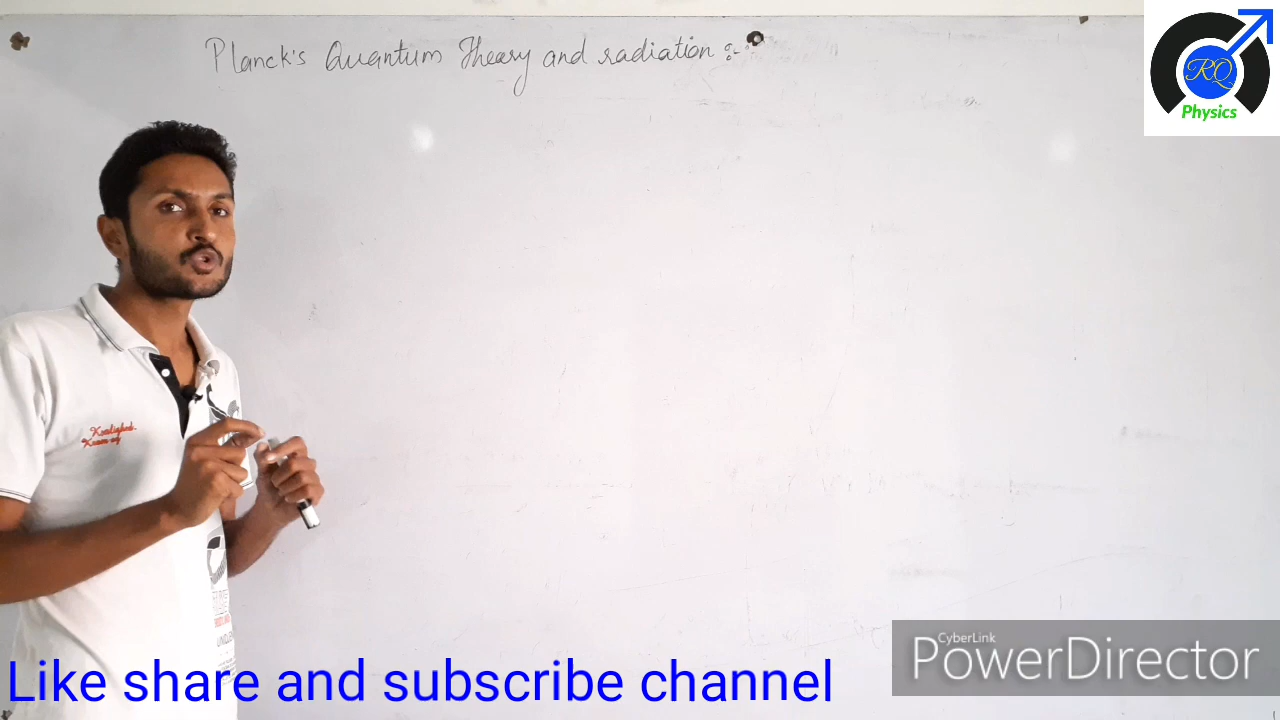 Planck's Quantum Theory and radiation :-
RQ
Physics
CyberLink
PowerDirector
Like share and subscribe channel